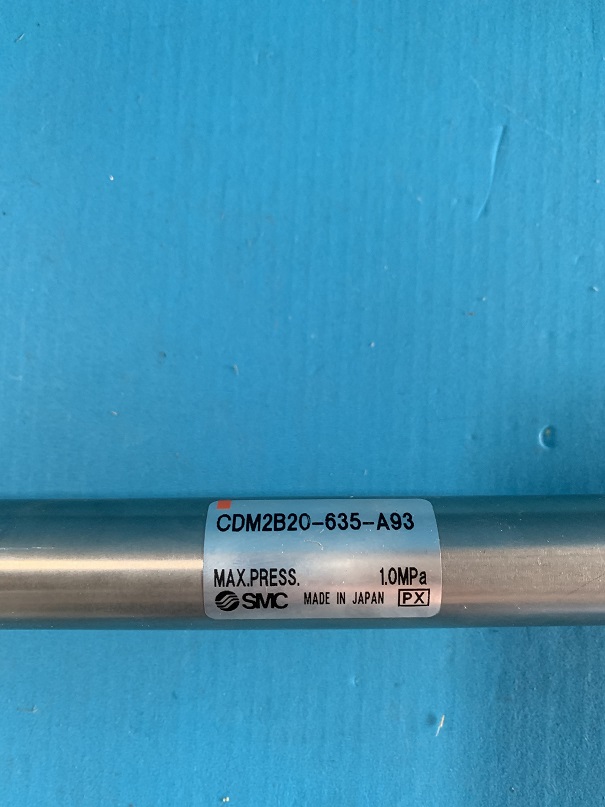 CDM2B20-635-A93
MAX.PRESS. 1.0MPa
SMC MADE IN JAPAN PX